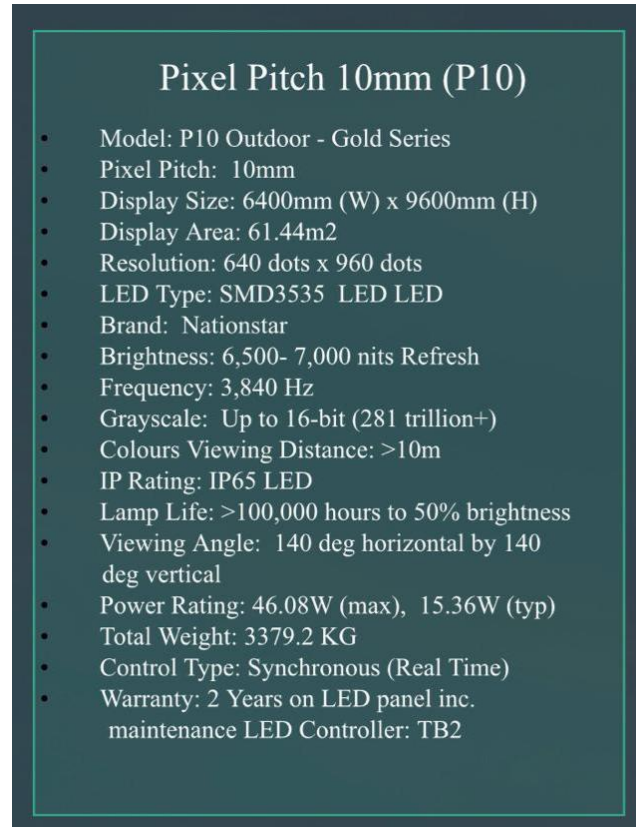 Pixel Pitch 10mm (P10)
• Model: P10 Outdoor - Gold Series
• Pixel Pitch: 10mm
• Display Size: 6400mm (W) x 9600mm (H)
• Display Area: 61.44m2
• Resolution: 640 dots x 960 dots
• LED Type: SMD3535 LED LED
• Brand: Nationstar
• Brightness: 6,500- 7,000 nits Refresh
• Frequency: 3,840 Hz
• Grayscale: Up to 16-bit (281 trillion+)
• Colours Viewing Distance: >10m
• IP Rating: IP65 LED
• Lamp Life: >100,000 hours to 50% brightness
• Viewing Angle: 140 deg horizontal by 140
deg vertical
• Power Rating: 46.08W (max), 15.36W (typ)
• Total Weight: 3379.2 KG
• Control Type: Synchronous (Real Time)
• Warranty: 2 Years on LED panel inc.
maintenance LED Controller: TB2